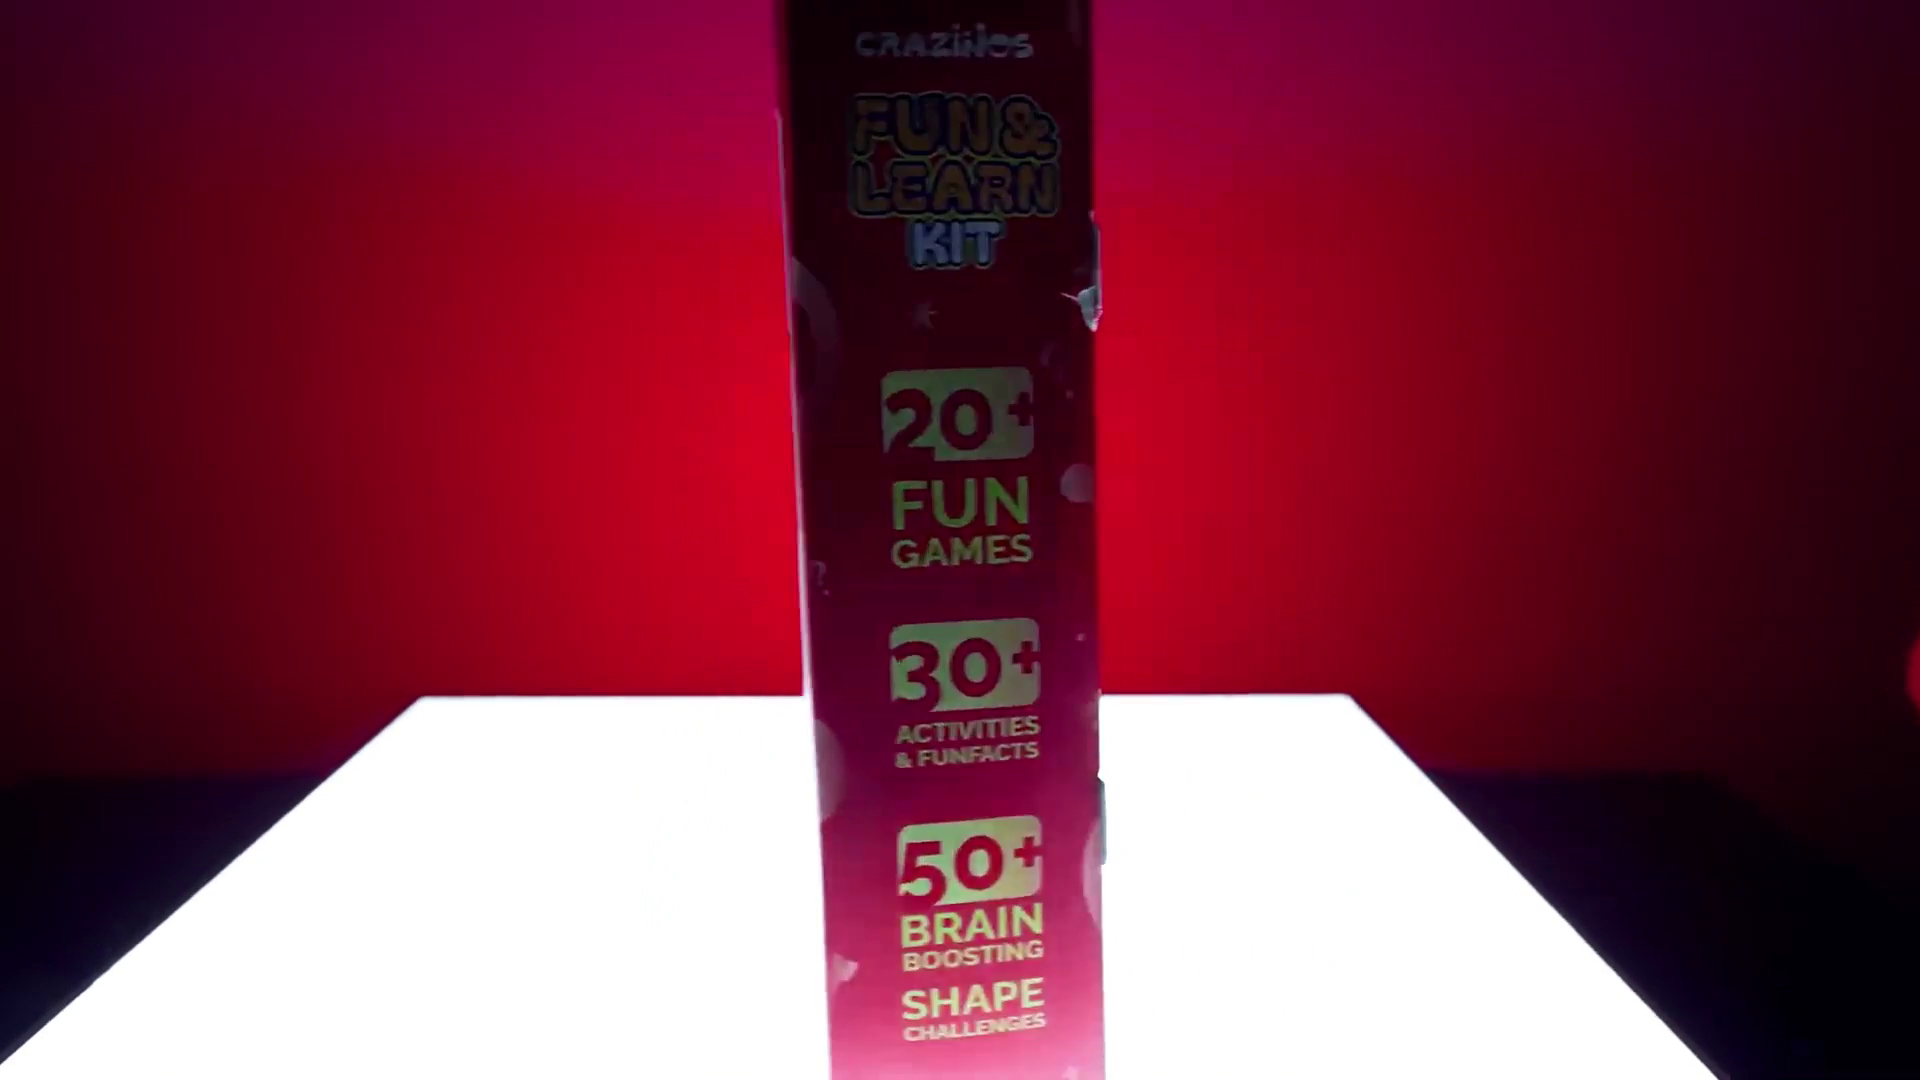 CRAZIIIOS
FUN &
LEARN
KIT
20+
FUN
GAMES
30+
ACTIVITIES
& FUNFACTS
50+
BRAIN
BOOSTING
SHAPE
CHALLENGES